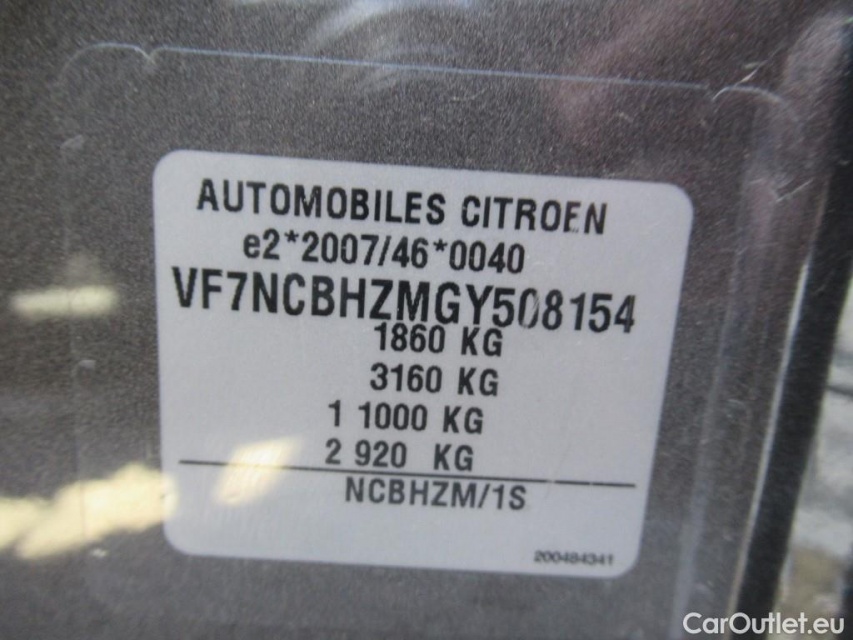 AUTOMOBILES CITROEN
e2*2007/46*0040
VF7NCBHZMGY508154
1860 KG
3160 KG
1 1000 KG
2 920 KG
NCBHZM/1S
200484341
CarOutlet.eu